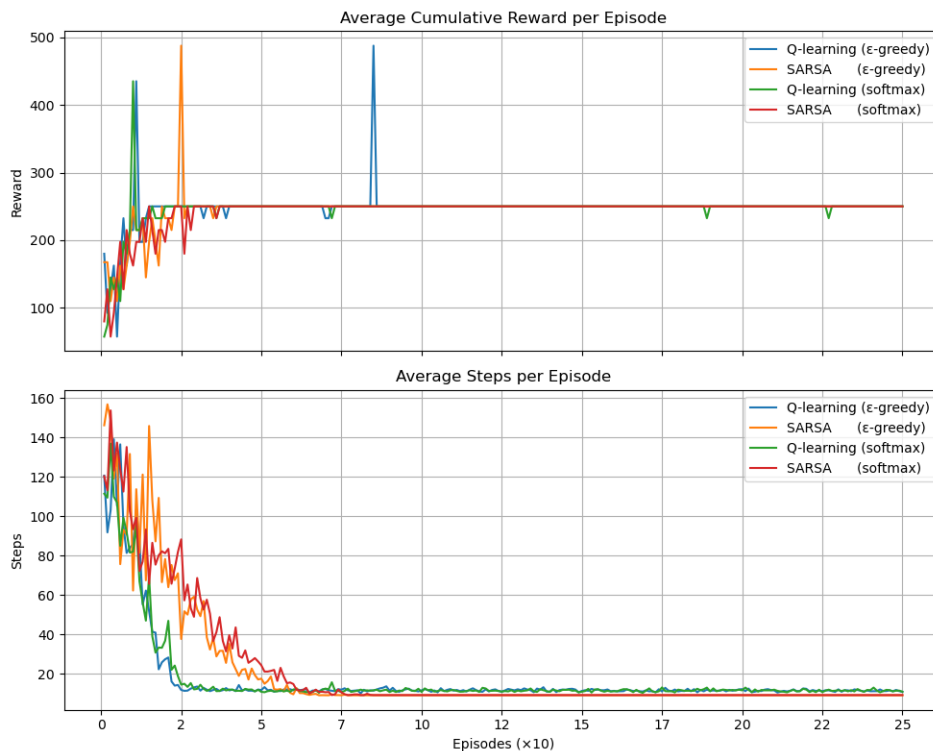 Average Cumulative Reward per Episode
500
400
300
200
100
Reward
Q-learning (ε-greedy)
SARSA (ε-greedy)
Q-learning (softmax)
SARSA (softmax)
Average Steps per Episode
160
140
120
100
80
60
40
20
Steps
Q-learning (ε-greedy)
SARSA (ε-greedy)
Q-learning (softmax)
SARSA (softmax)
0 2 5 7 10 12 15 17 20 22 25
Episodes (×10)